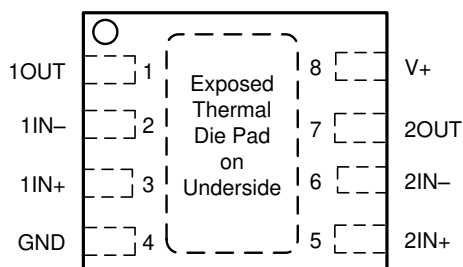 1OUT 1 8 V+
Exposed
Thermal
Die Pad
on
Underside
1IN– 2 7 2OUT
1IN+ 3 6 2IN–
GND 4 5 2IN+